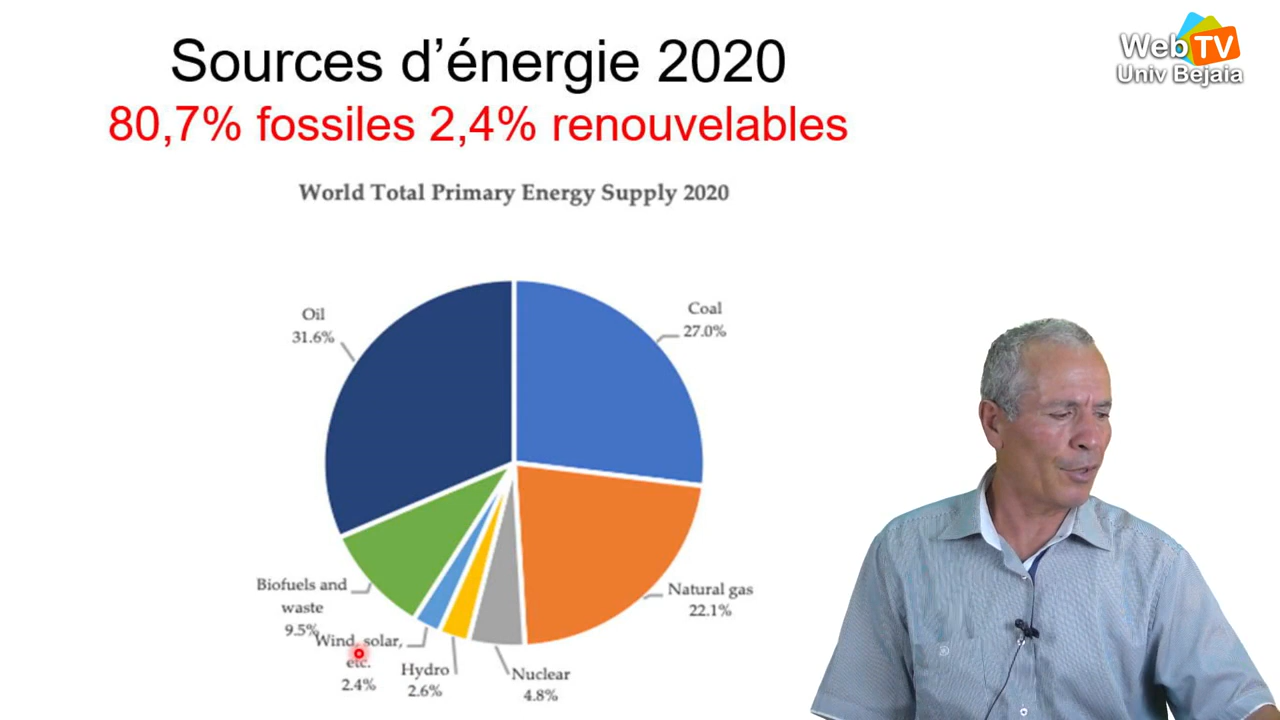 Sources d’énergie 2020
80,7% fossiles 2,4% renouvelables
Web TV
Univ Bejaia
World Total Primary Energy Supply 2020
Oil
31.6%
Coal
27.0%
Natural gas
22.1%
Biofuels and
waste
9.5%
Wind, solar,
etc.
2.4%
Hydro
2.6%
Nuclear
4.8%